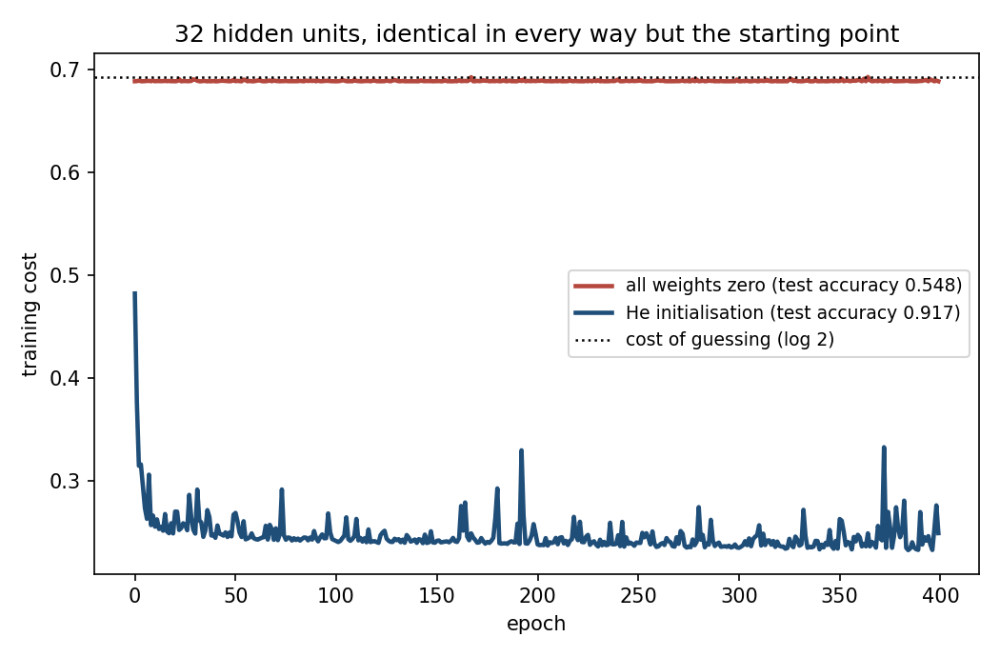 32 hidden units, identical in every way but the starting point
0.7
0.6
0.5
0.4
0.3
training cost
all weights zero (test accuracy 0.548)
He initialisation (test accuracy 0.917)
cost of guessing (log 2)
0 50 100 150 200 250 300 350 400
epoch